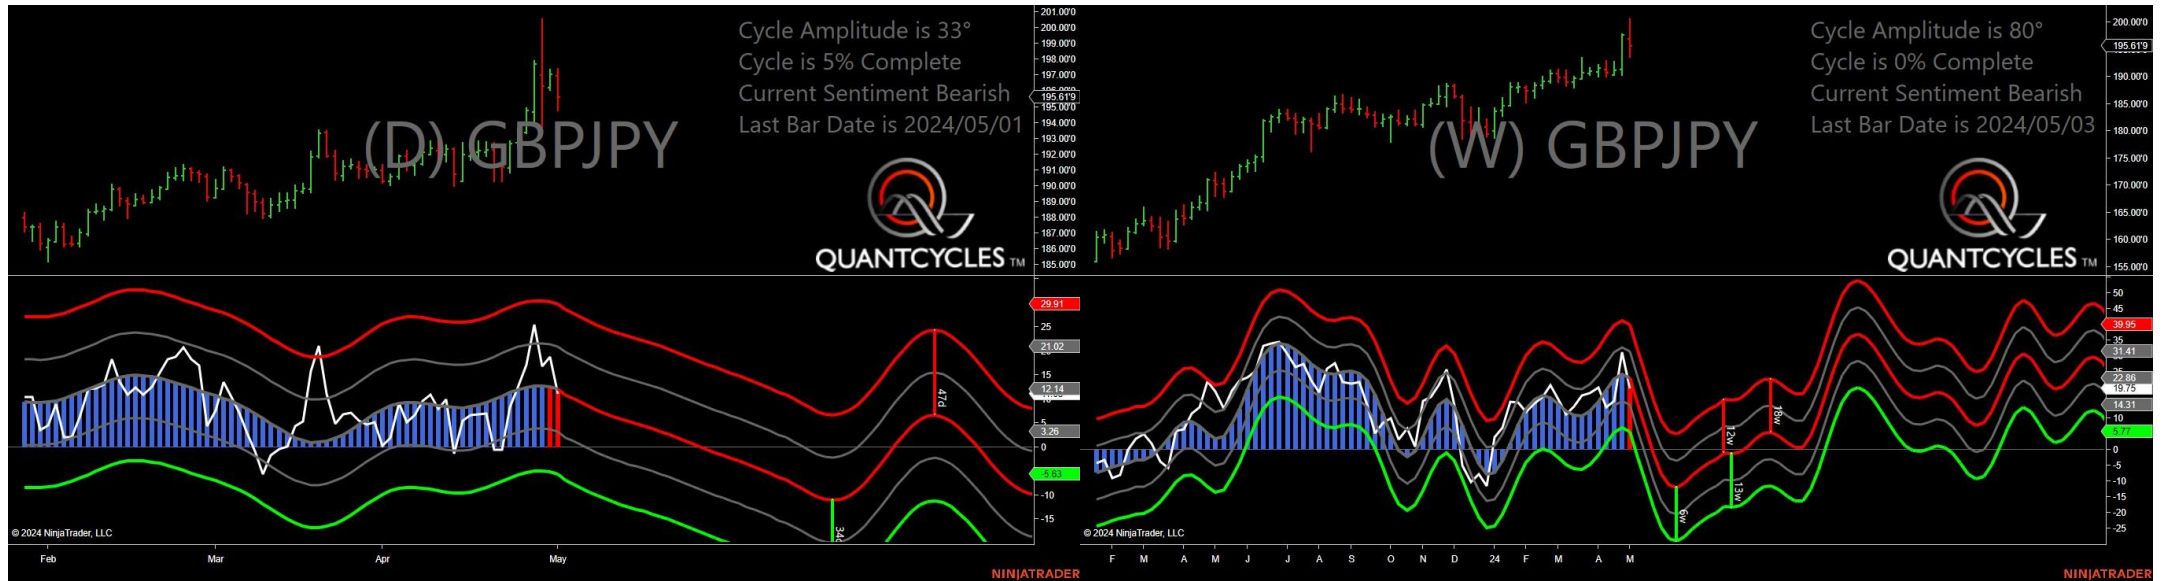 201.00'0
200.00'0
199.00'0
198.00'0
197.00'0
195.61'9
195.00'0
194.00'0
193.00'0
192.00'0
191.00'0
190.00'0
189.00'0
188.00'0
187.00'0
186.00'0
185.00'0
Cycle Amplitude is 33°
Cycle is 5% Complete
Current Sentiment Bearish
Last Bar Date is 2024/05/01
(D) GBPJPY
QUANTCYCLES TM
29.91
25
21.02
15
12.14
5
3.26
0
-5.63
-10
-15
47d
© 2024 NinjaTrader, LLC
Feb
Mar
Apr
May
NINJATRADER
200.00'0
195.61'9
190.00'0
185.00'0
180.00'0
175.00'0
170.00'0
165.00'0
160.00'0
155.00'0
Cycle Amplitude is 80°
Cycle is 0% Complete
Current Sentiment Bearish
Last Bar Date is 2024/05/03
(W) GBPJPY
QUANTCYCLES TM
50
45
39.95
35
31.41
22.86
19.75
14.31
10
5.77
0
-5
-10
-15
-20
-25
12w
18w
13w
6w
© 2024 NinjaTrader, LLC
F
M
A
M
J
J
A
S
O
N
D
24
F
M
A
M
NINJATRADER